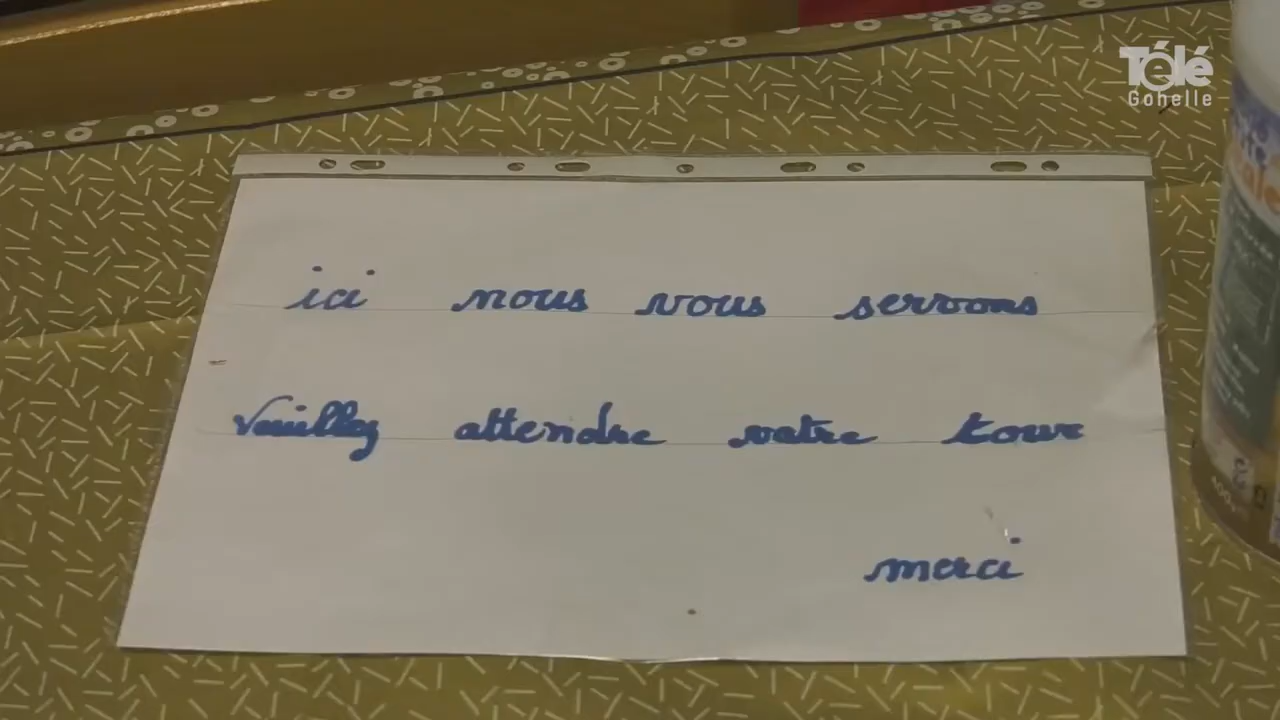 Télé
Gohelle
ici nous vous servons
Veuillez attendre votre tour
merci